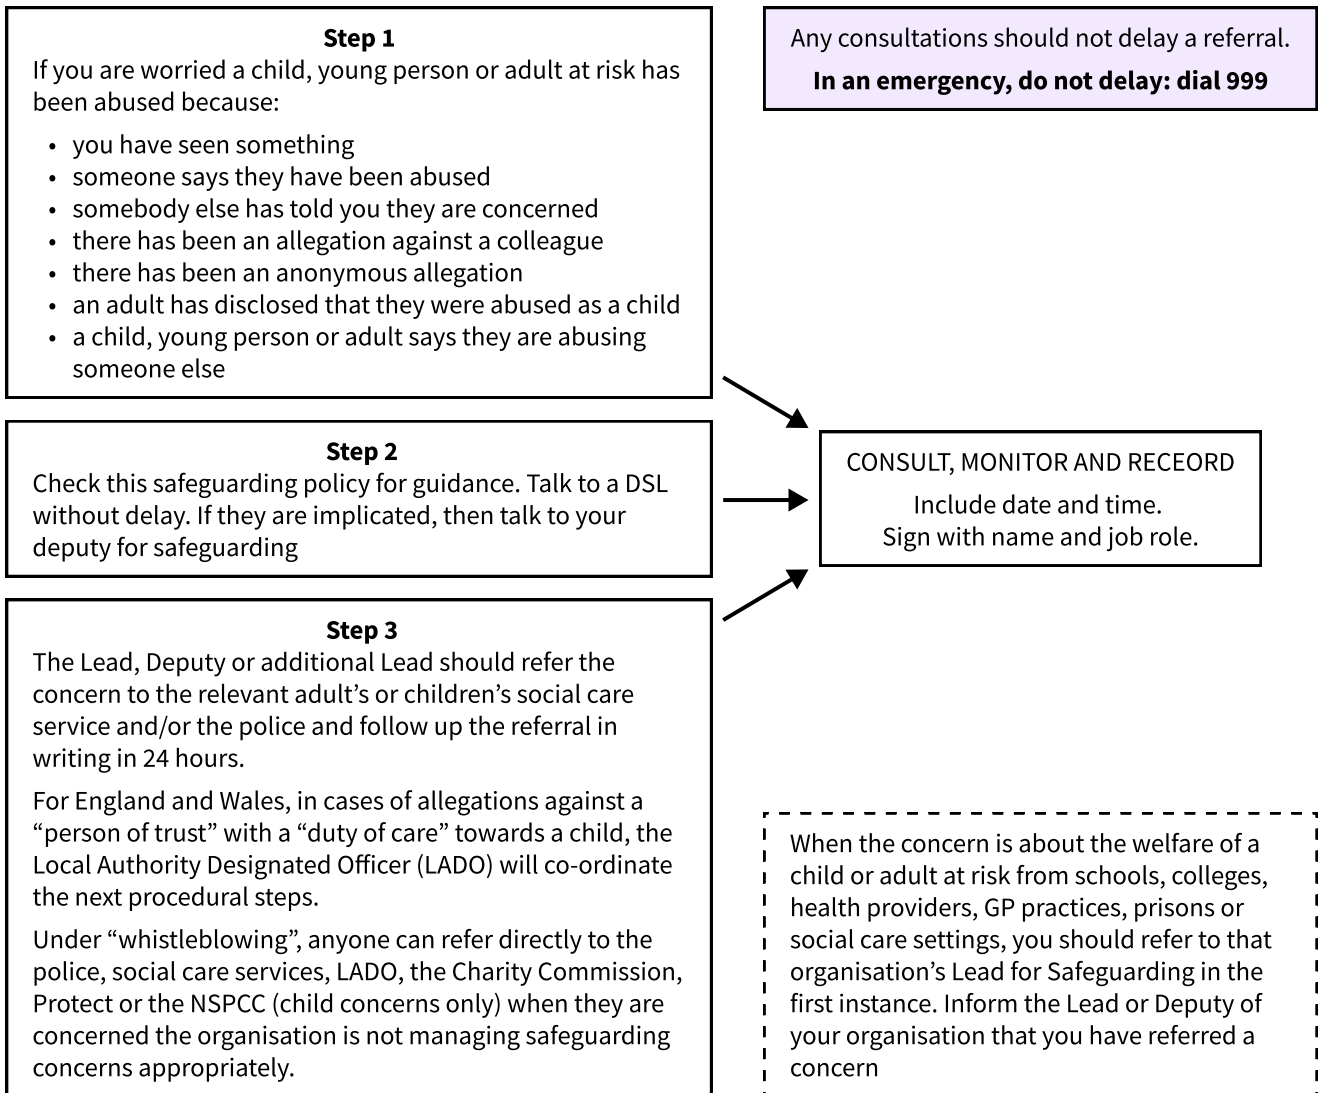 Step 1
If you are worried a child, young person or adult at risk has
been abused because:
• you have seen something
• someone says they have been abused
• somebody else has told you they are concerned
• there has been an allegation against a colleague
• there has been an anonymous allegation
• an adult has disclosed that they were abused as a child
• a child, young person or adult says they are abusing
someone else
Any consultations should not delay a referral.
In an emergency, do not delay: dial 999
Step 2
Check this safeguarding policy for guidance. Talk to a DSL
without delay. If they are implicated, then talk to your
deputy for safeguarding
CONSULT, MONITOR AND RECEORD
Include date and time.
Sign with name and job role.
Step 3
The Lead, Deputy or additional Lead should refer the
concern to the relevant adult’s or children’s social care
service and/or the police and follow up the referral in
writing in 24 hours.
For England and Wales, in cases of allegations against a
“person of trust” with a “duty of care” towards a child, the
Local Authority Designated Officer (LADO) will co-ordinate
the next procedural steps.
Under “whistleblowing”, anyone can refer directly to the
police, social care services, LADO, the Charity Commission,
Protect or the NSPCC (child concerns only) when they are
concerned the organisation is not managing safeguarding
concerns appropriately.
When the concern is about the welfare of a
child or adult at risk from schools, colleges,
health providers, GP practices, prisons or
social care settings, you should refer to that
organisation’s Lead for Safeguarding in the
first instance. Inform the Lead or Deputy of
your organisation that you have referred a
concern